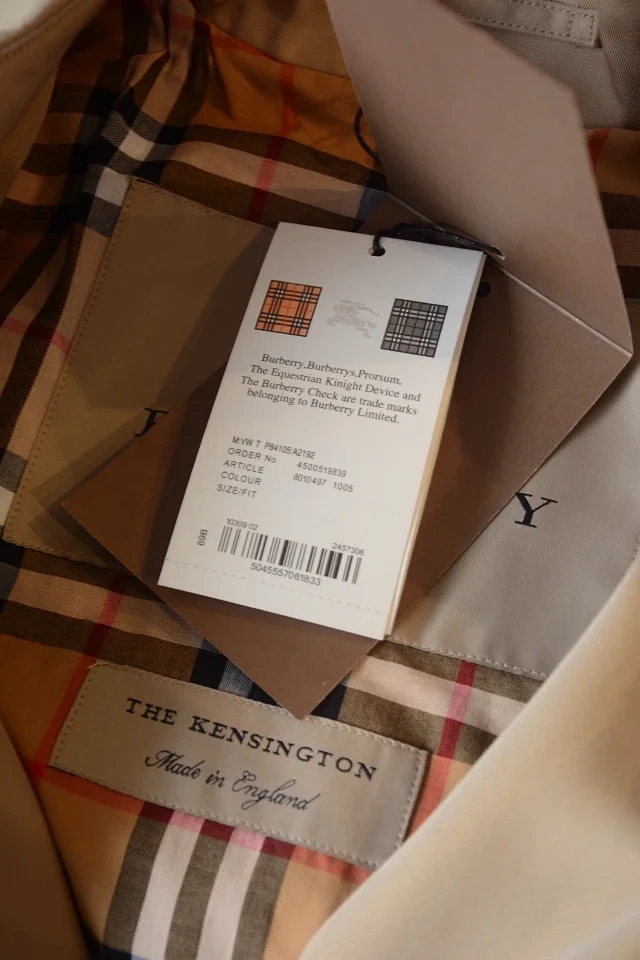 Burberry,Burberrys,Prorsum,
The Equestrian Kinight Device and
The Burberry Check are trade marks
belonging to Burberry Limited.
M:VW T P84105:A2192
ORDER No 4500519839
ARTICLE 8010497 1005
COLOUR
SIZE/FIT
10309 02 2457306
69B
5045557061833
Y
THE KENSINGTON
Made in England